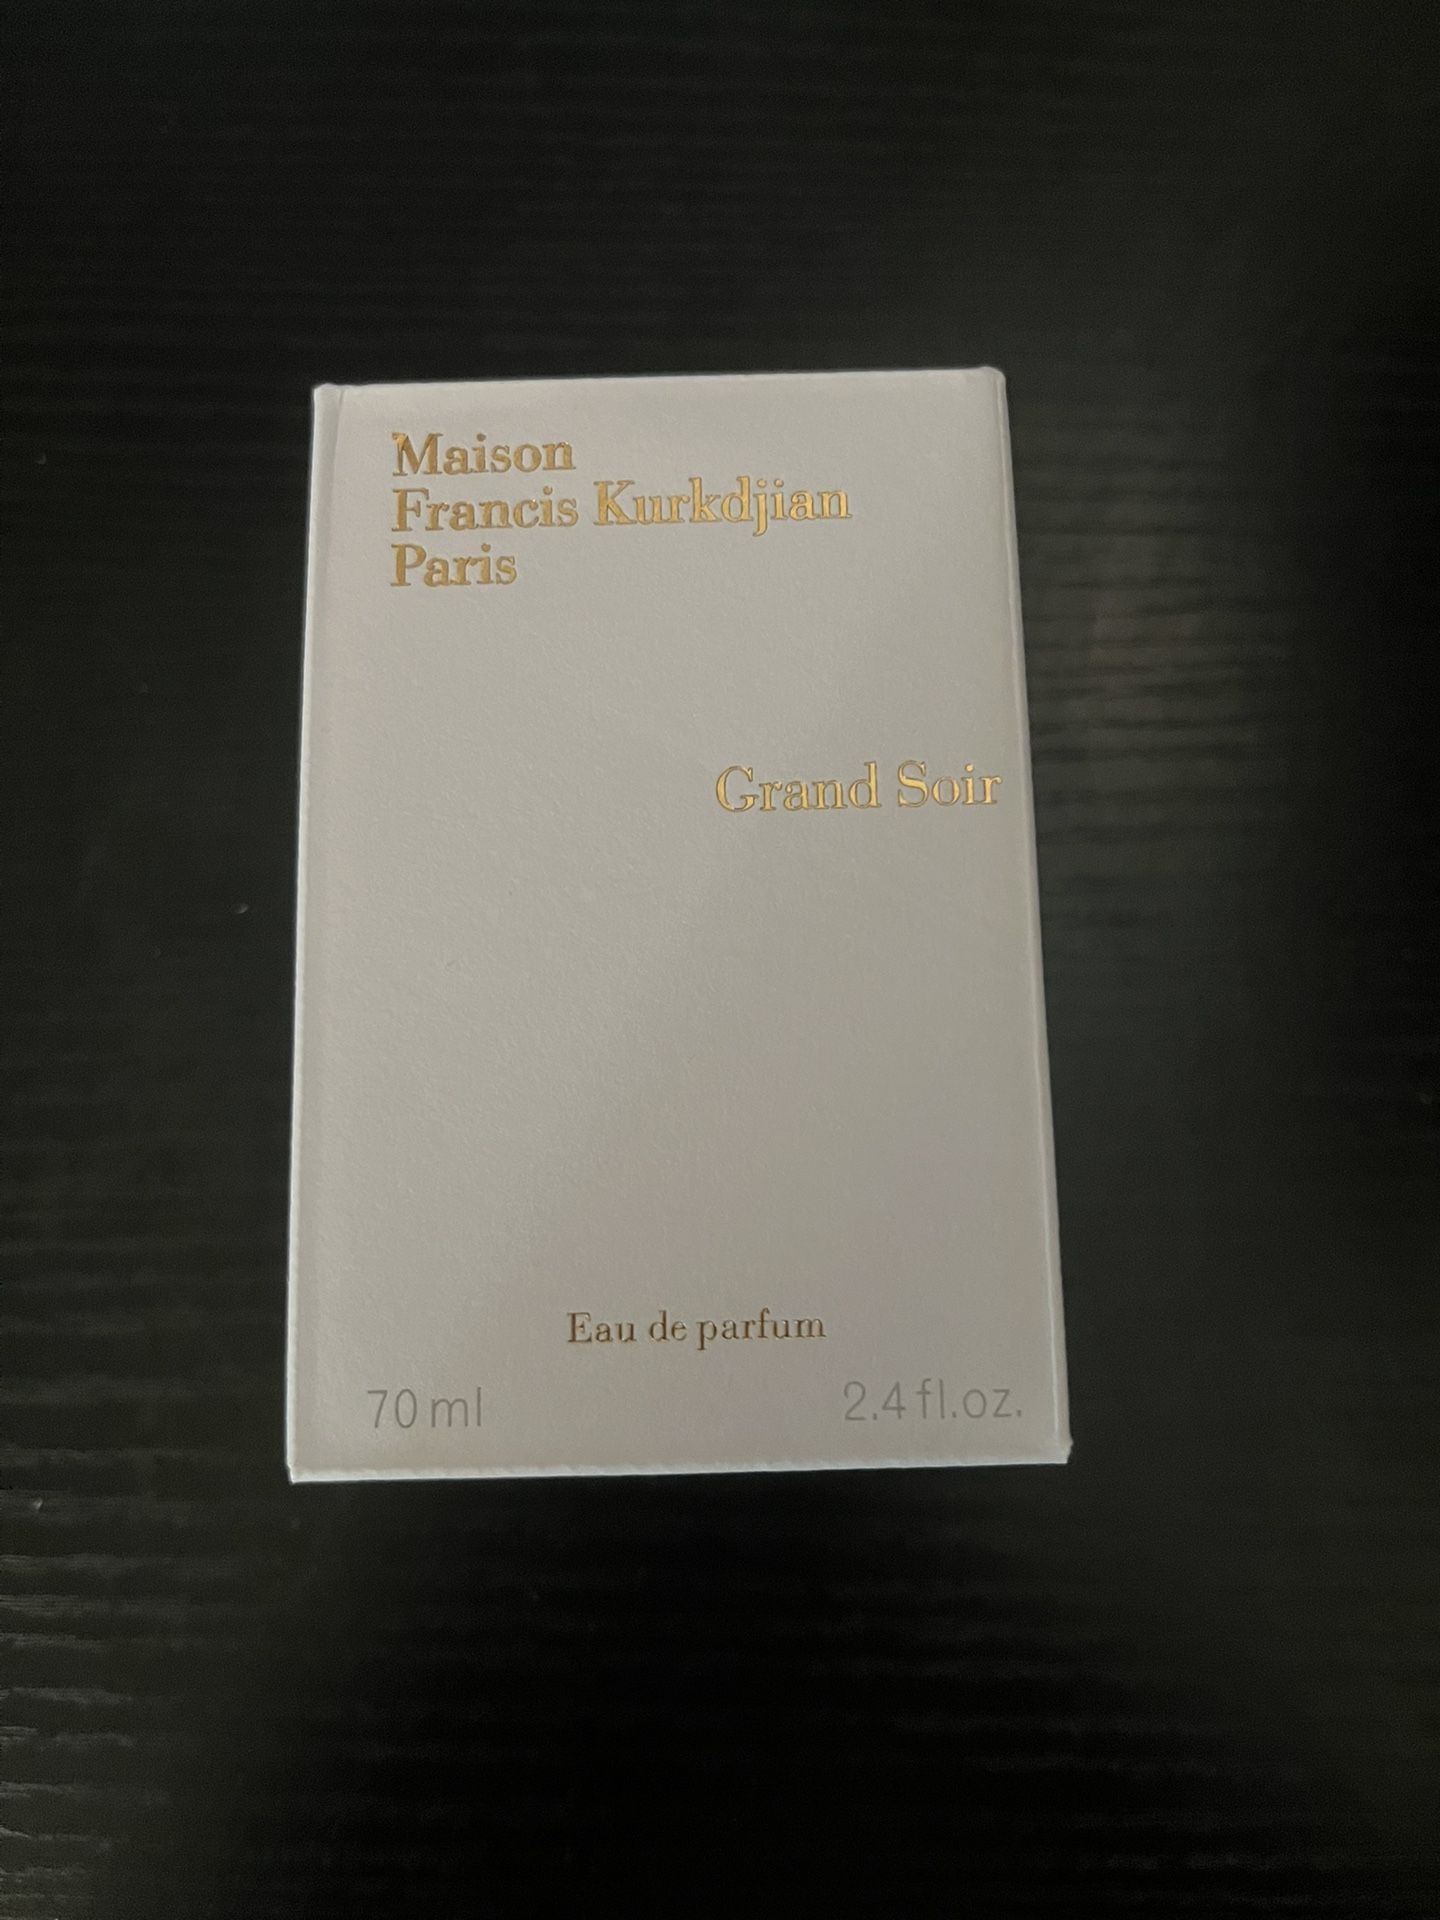 Maison
Francis Kurkdjian
Paris
Grand Soir
Eau de parfum
70 ml 2.4 fl.oz.